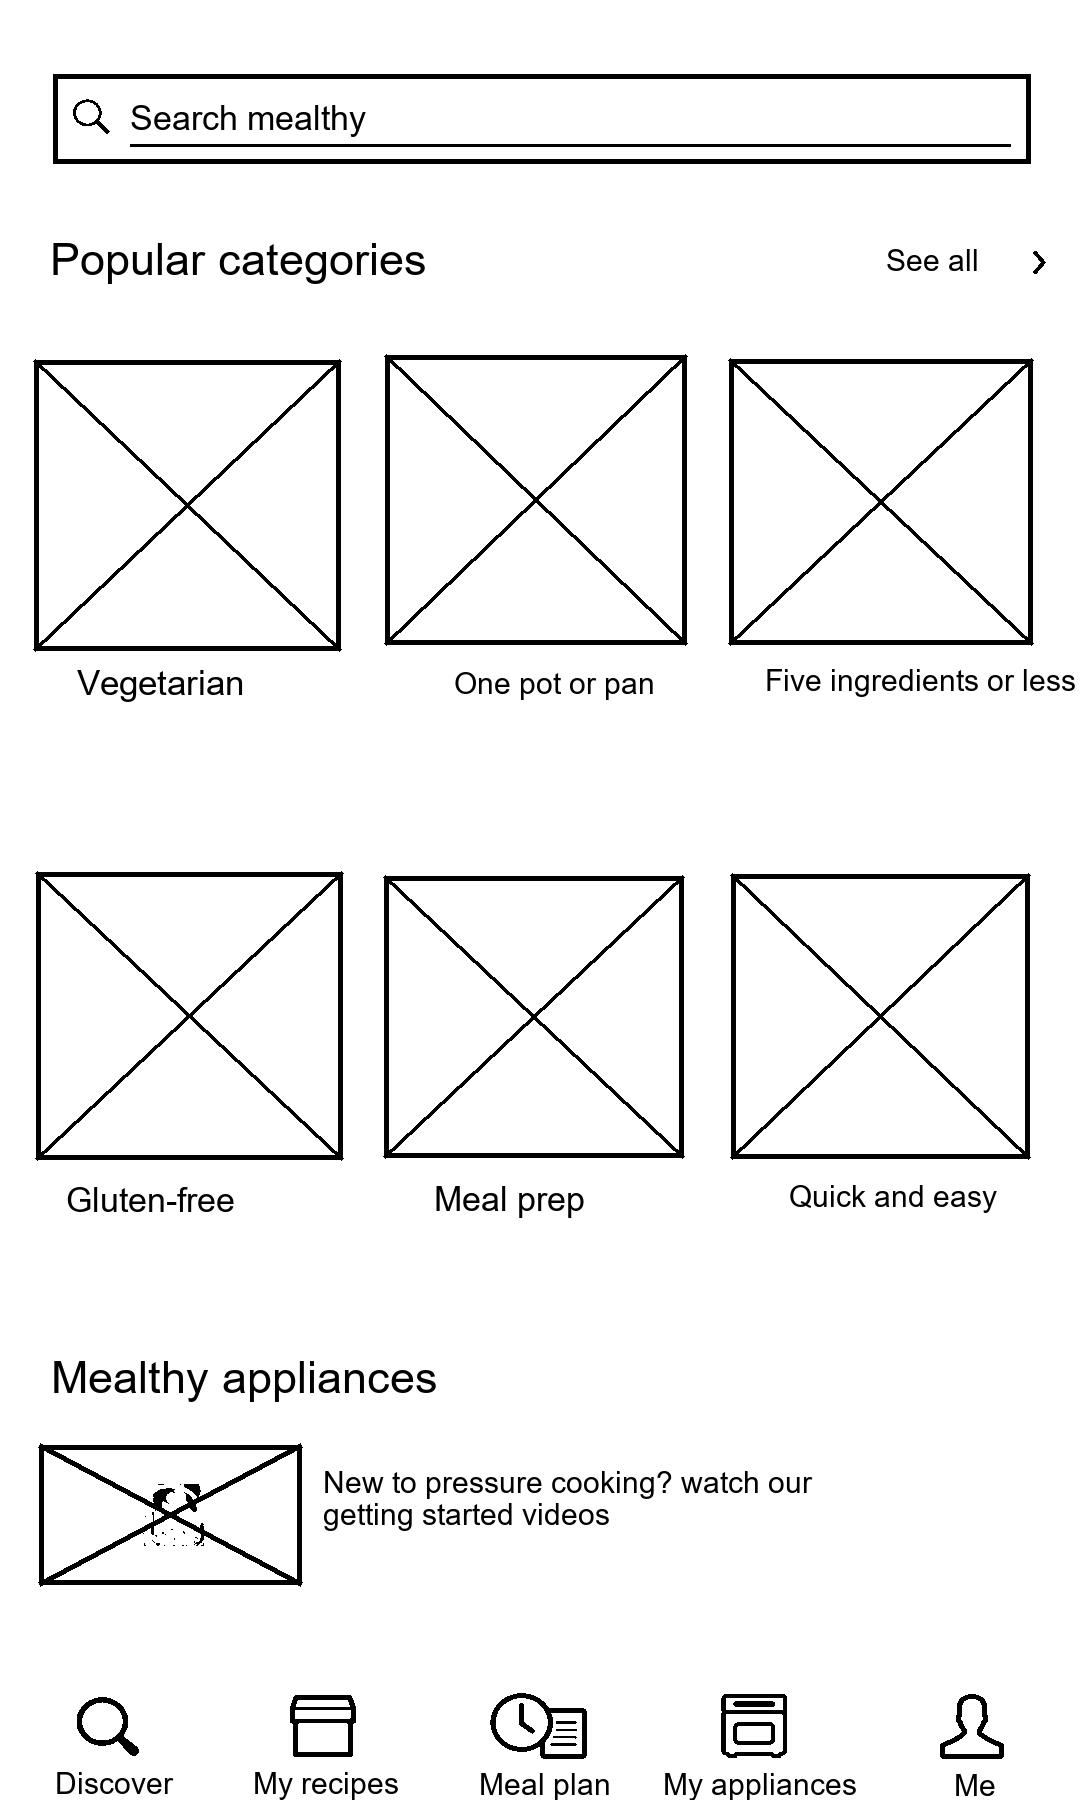 Search mealthy
Popular categories
See all
Vegetarian
One pot or pan
Five ingredients or less
Gluten-free
Meal prep
Quick and easy
Mealthy appliances
New to pressure cooking? watch our
getting started videos
Discover
My recipes
Meal plan
My appliances
Me